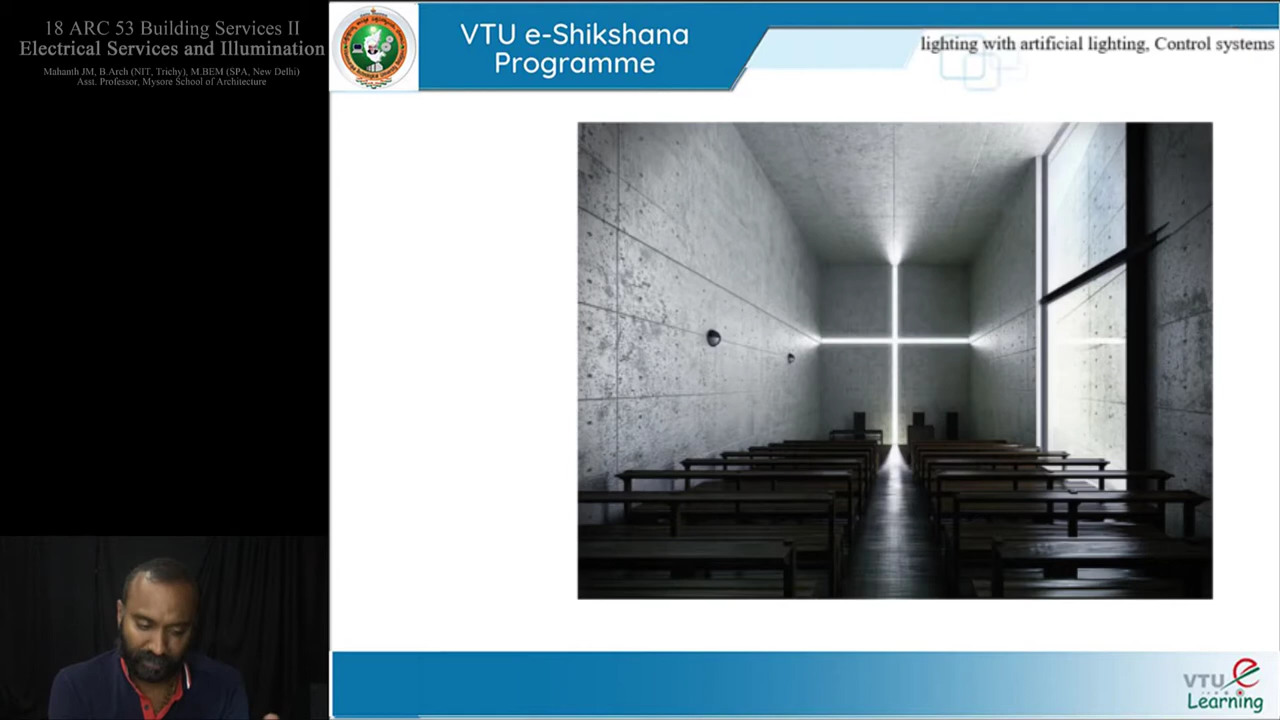 18 ARC 53 Building Services II
Electrical Services and Illumination
Mahanth JM, B.Arch (NIT, Trichy), M.BEM (SPA, New Delhi)
Asst. Professor, Mysore School of Architecture
VTU e-Shikshana
Programme
lighting with artificial lighting, Control systems
VTU e
Learning